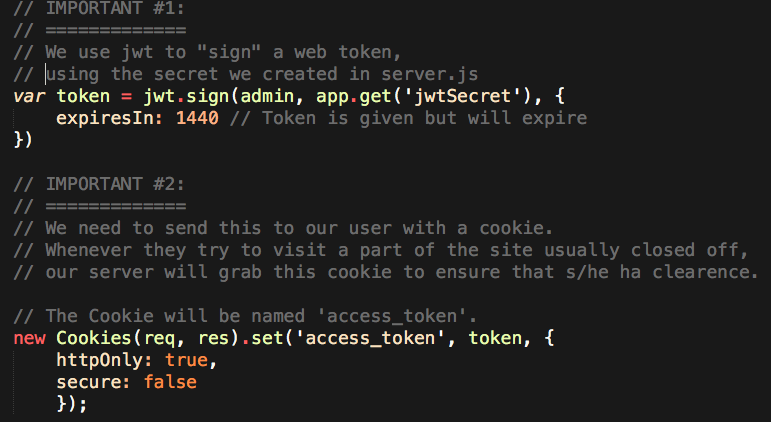 // IMPORTANT #1:
// =============
// We use jwt to "sign" a web token,
// using the secret we created in server.js
var token = jwt.sign(admin, app.get('jwtSecret'), {
    expiresIn: 1440 // Token is given but will expire
})

// IMPORTANT #2:
// =============
// We need to send this to our user with a cookie.
// Whenever they try to visit a part of the site usually closed off,
// our server will grab this cookie to ensure that s/he ha clearence.

// The Cookie will be named 'access_token'.
new Cookies(req, res).set('access_token', token, {
    httpOnly: true,
    secure: false
    });